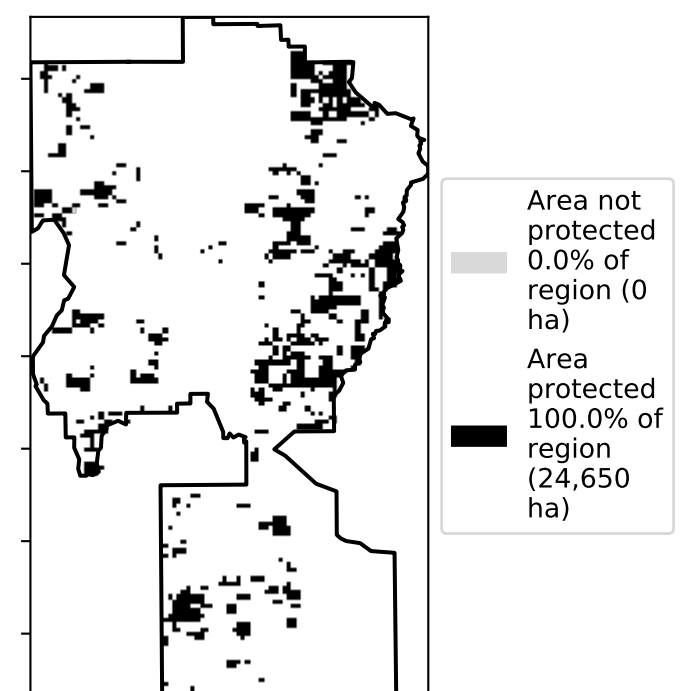 Area not
protected
0.0% of
region (0
ha)
Area
protected
100.0% of
region
(24,650
ha)